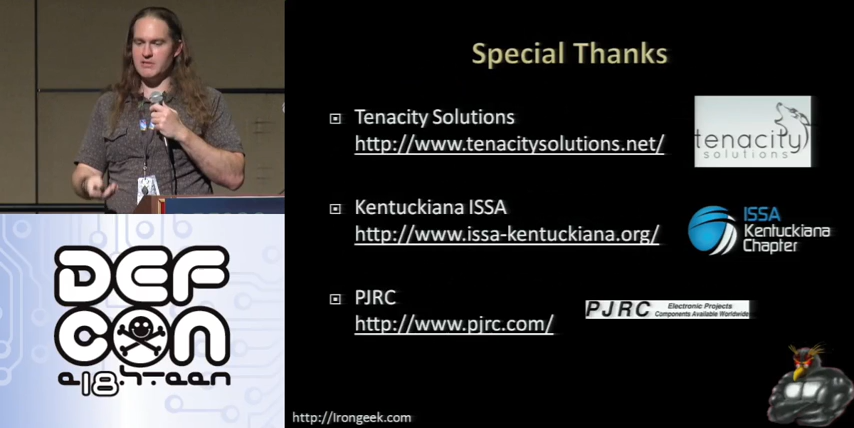 Special Thanks
Tenacity Solutions
http://www.tenacitysolutions.net/
tenacity
solutions
Kentuckiana ISSA
http://www.issa-kentuckiana.org/
ISSA
Kentuckiana
Chapter
PJRC
http://www.pjrc.com/
PJRC
Electronic Projects
Components Available Worldwide
http://Irongeek.com
DEF
CON
e18hteen